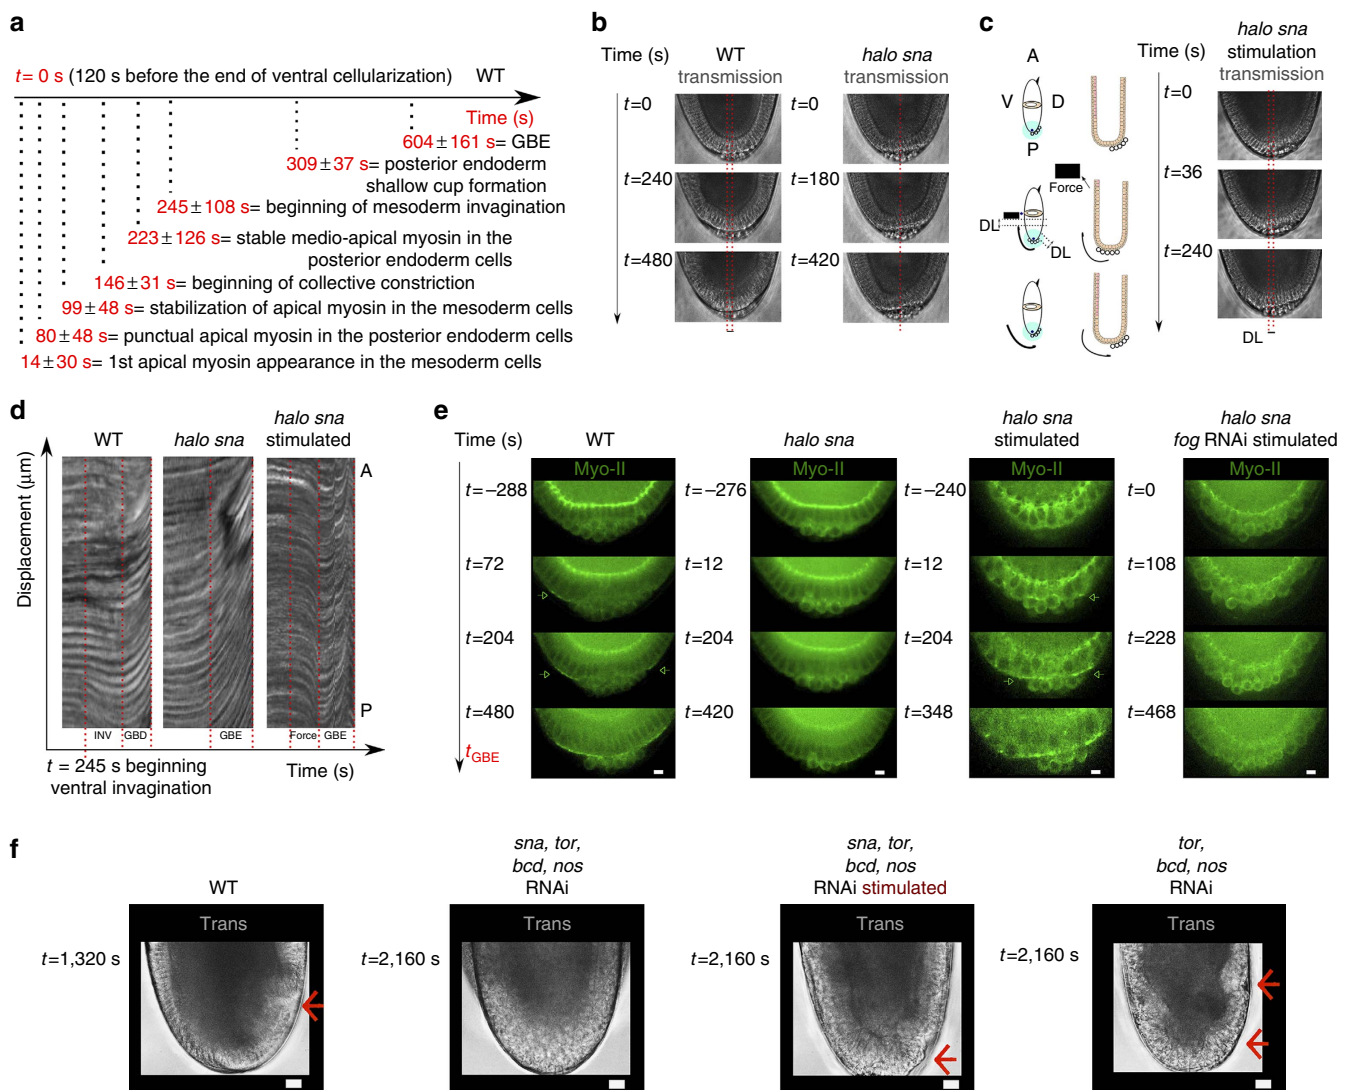 a
t= 0 s (120 s before the end of ventral cellularization) WT
Time (s)
604±161 s= GBE
309±37 s= posterior endoderm
shallow cup formation
245±108 s= beginning of mesoderm invagination
223±126 s= stable medio-apical myosin in the
posterior endoderm cells
146±31 s= beginning of collective constriction
99±48 s= stabilization of apical myosin in the mesoderm cells
80±48 s= punctual apical myosin in the posterior endoderm cells
14±30 s= 1st apical myosin appearance in the mesoderm cells
b
Time (s)
WT
transmission
halo sna
transmission
t=0
t=0
t=240
t=180
t=480
t=420
c
A
V D
P
Force
DL
DL
Time (s)
halo sna
stimulation
transmission
t=0
t=36
t=240
DL
d
WT
halo sna
halo sna
stimulated
Displacement (μm)
A
P
INV GBD
GBE
Force GBE
t = 245 s beginning
ventral invagination
Time (s)
e
Time (s)
WT
halo sna
halo sna
stimulated
halo sna
fog RNAi stimulated
Myo-II
Myo-II
Myo-II
Myo-II
t=−288
t=−276
t=−240
t=0
t=72
t=12
t=12
t=108
t=204
t=204
t=204
t=228
t=480
t=420
t=348
t=468
tGBE
f
WT
sna, tor,
bcd, nos
RNAi
sna, tor,
bcd, nos
RNAi stimulated
tor,
bcd, nos
RNAi
Trans
Trans
Trans
Trans
t=1,320 s
t=2,160 s
t=2,160 s
t=2,160 s